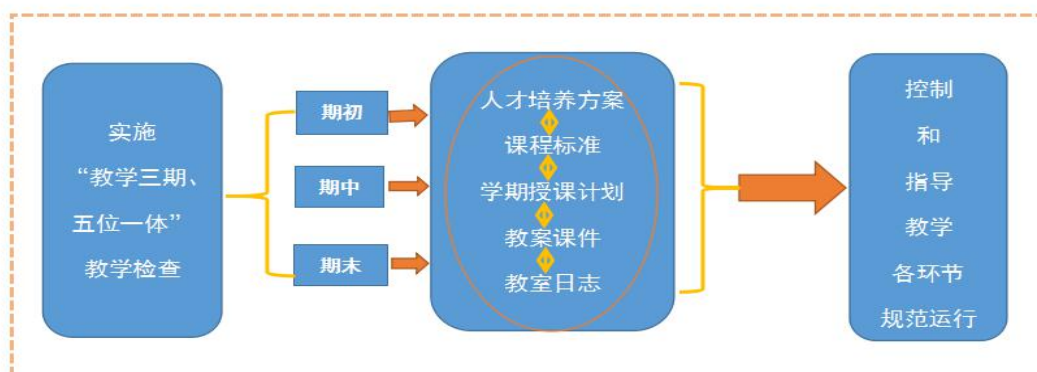 实施
“教学三期、
五位一体”
教学检查
期初
期中
期末
人才培养方案
课程标准
学期授课计划
教案课件
教室日志
控制
和
指导
教学
各环节
规范运行